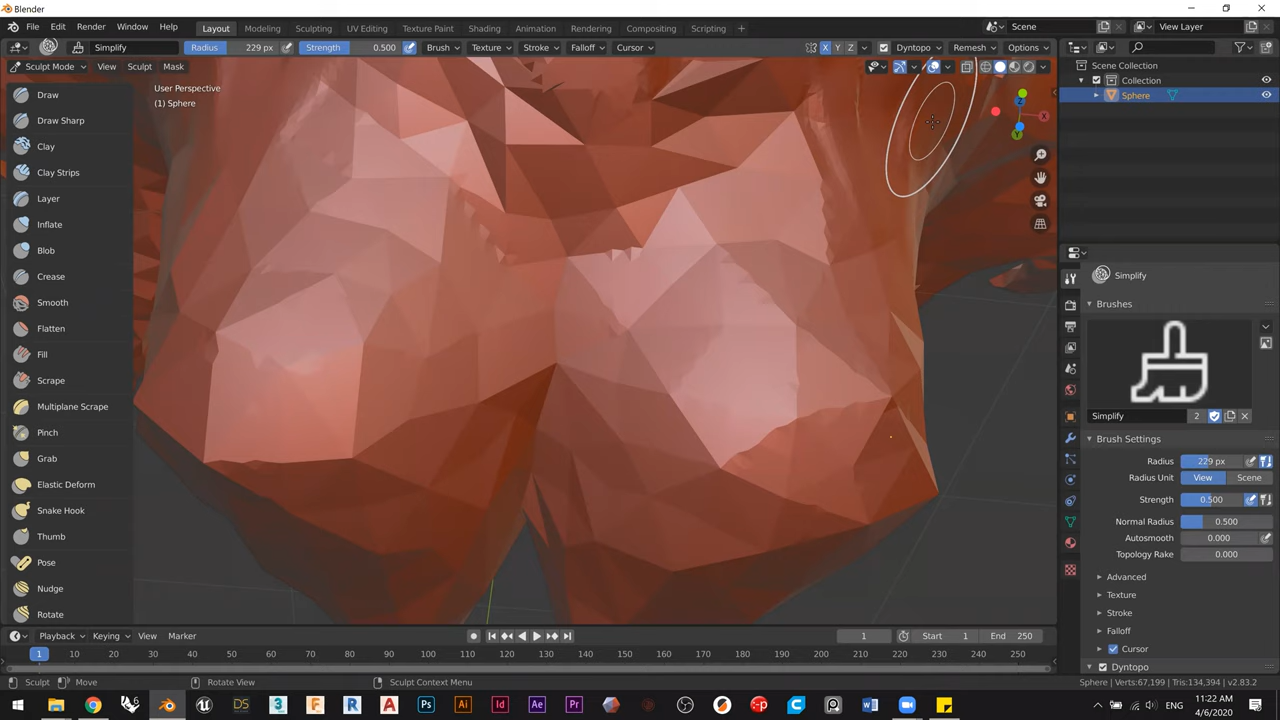 Blender
File Edit Render Window Help Layout Modeling Sculpting UV Editing Texture Paint Shading Animation Rendering Compositing Scripting + Scene View Layer
Simplify Radius 229 px Strength 0.500 Brush Texture Stroke Falloff Cursor X Y Z Dyntopo Remesh Options
Sculpt Mode View Sculpt Mask
User Perspective
(1) Sphere
Draw
Draw Sharp
Clay
Clay Strips
Layer
Inflate
Blob
Crease
Smooth
Flatten
Fill
Scrape
Multiplane Scrape
Pinch
Grab
Elastic Deform
Snake Hook
Thumb
Pose
Nudge
Rotate
Z
X
Y
Scene Collection
Collection
Sphere
Simplify
Brushes
Simplify 2
Brush Settings
Radius 229 px
Radius Unit View Scene
Strength 0.500
Normal Radius 0.500
Autosmooth 0.000
Topology Rake 0.000
Advanced
Texture
Stroke
Falloff
Cursor
Dyntopo
Playback Keying View Marker 1 Start 1 End 250
1 10 20 30 40 50 60 70 80 90 100 110 120 130 140 150 160 170 180 190 200 210 220 230 240 250
Sculpt Move Rotate View Sculpt Context Menu Sphere | Verts:67,199 | Tris:134,394 | v2.83.2
DS 3 F R A Ps Ai Id Ae Pr ENG 11:22 AM
4/6/2020